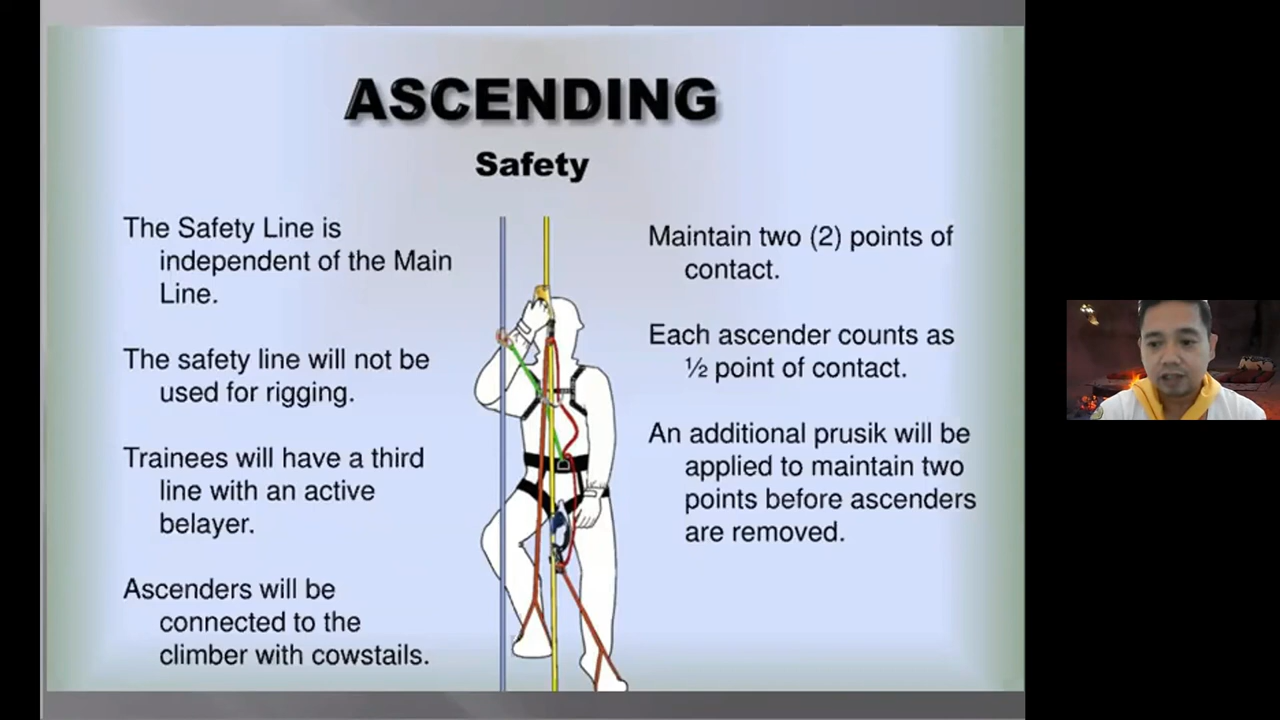 ASCENDING
Safety
The Safety Line is
independent of the Main
Line.
The safety line will not be
used for rigging.
Trainees will have a third
line with an active
belayer.
Ascenders will be
connected to the
climber with cowstails.
Maintain two (2) points of
contact.
Each ascender counts as
½ point of contact.
An additional prusik will be
applied to maintain two
points before ascenders
are removed.